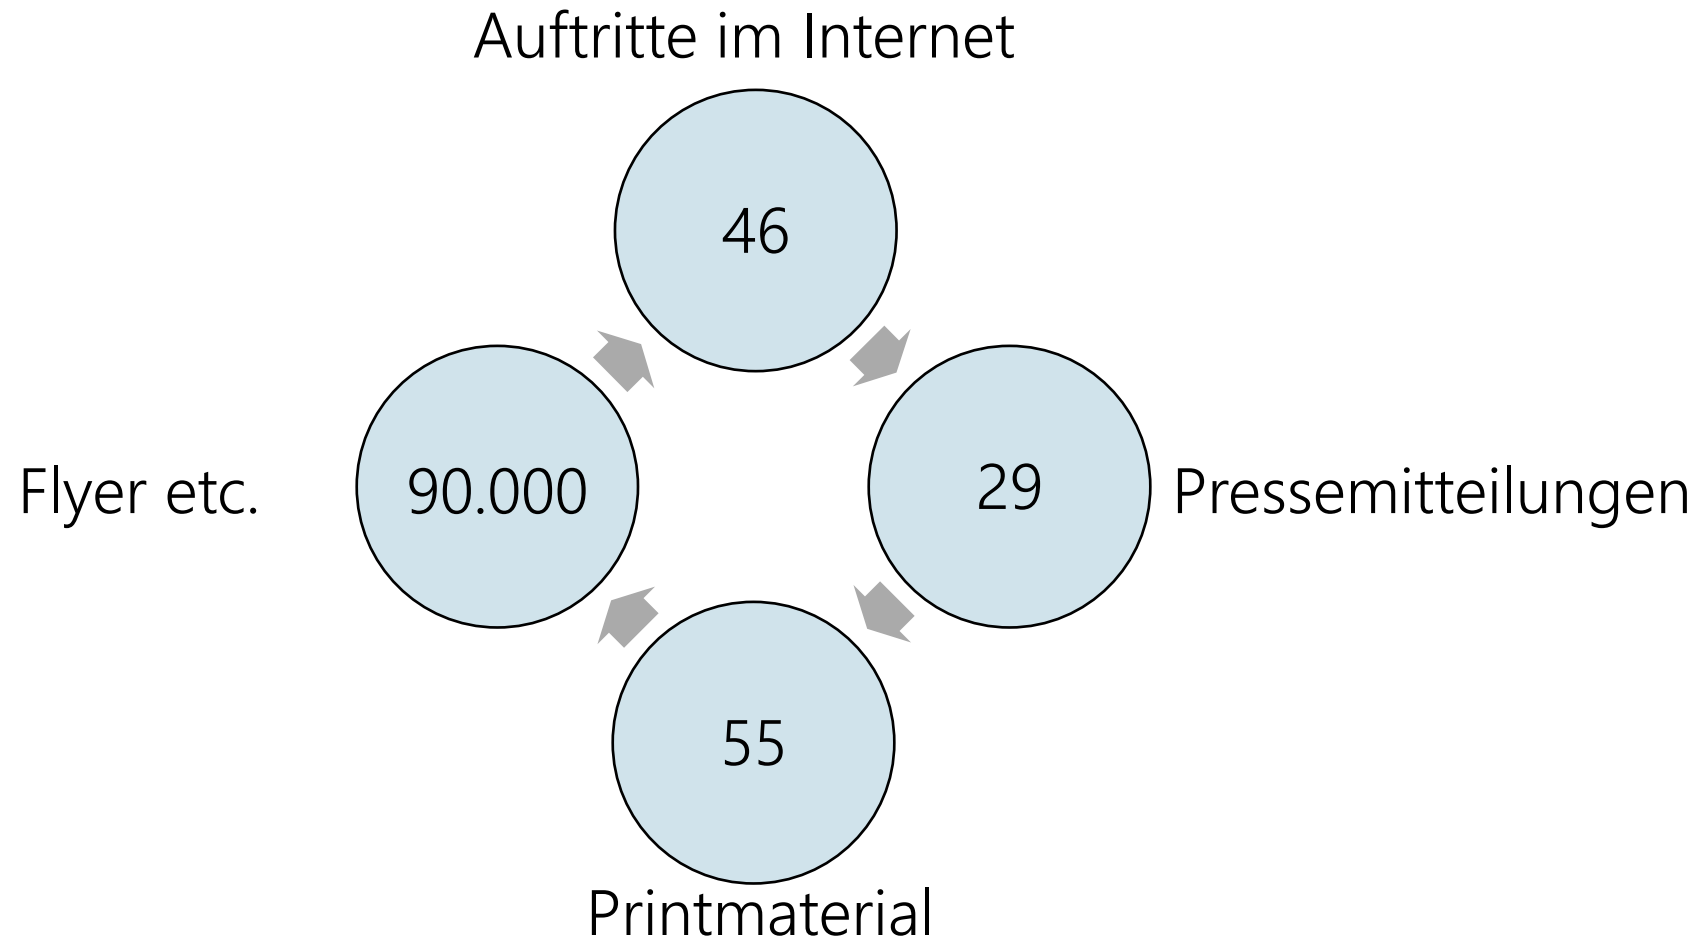 Auftritte im Internet
46
Flyer etc.
90.000
29
Pressemitteilungen
55
Printmaterial